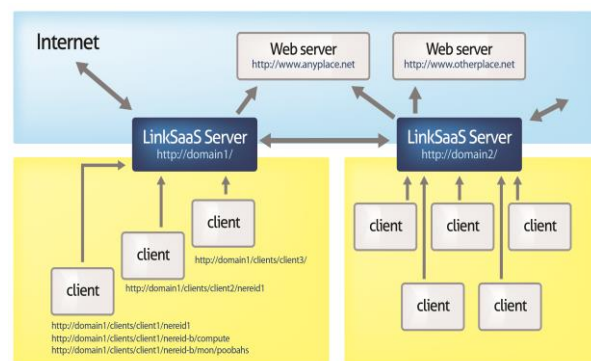 Internet
Web server
http://www.anyplace.net
Web server
http://www.otherplace.net
LinkSaaS Server
http://domain1/
LinkSaaS Server
http://domain2/
client
http://domain1/clients/client3/
client
http://domain1/clients/client2/nereid1
client
http://domain1/clients/client1/nereid1
http://domain1/clients/client1/nereid-b/compute
http://domain1/clients/client1/nereid-b/mon/poobahs
client
client
client
client
client